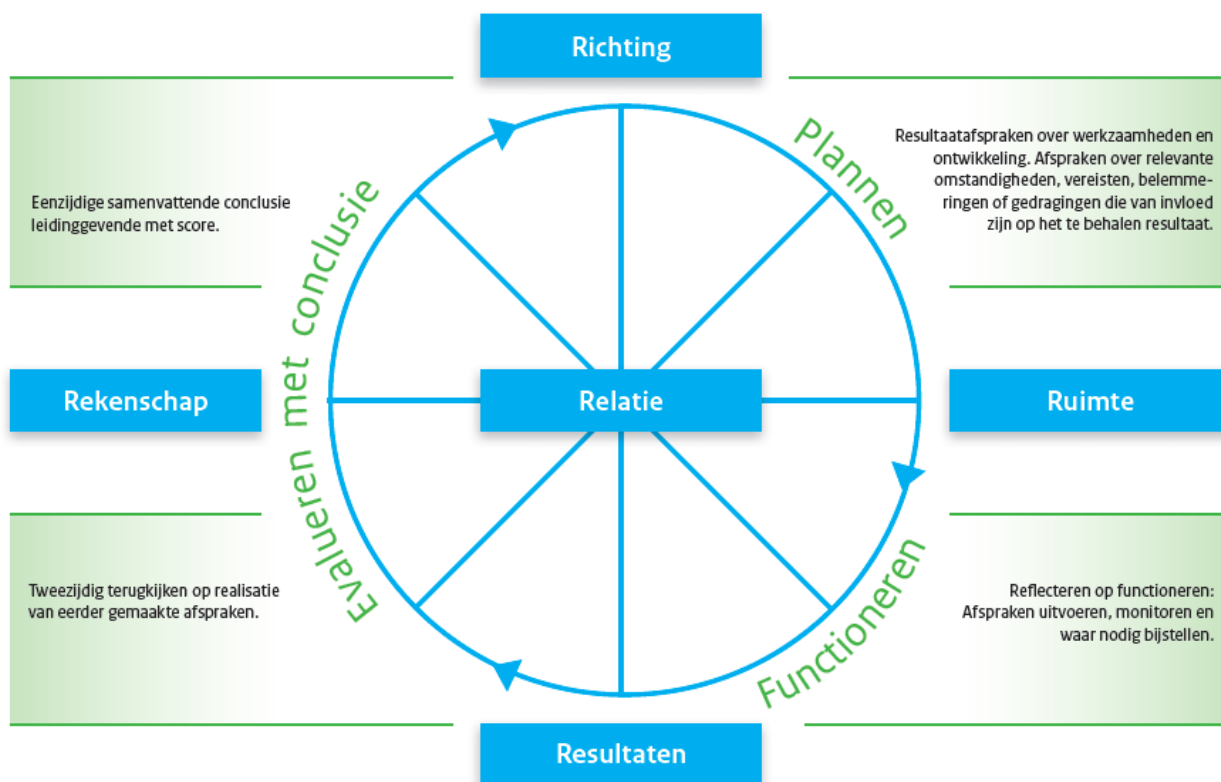 Richting
Eenzijdige samenvattende conclusie
leidinggevende met score.
Plannen
Resultaatafspraken over werkzaamheden en
ontwikkeling. Afspraken over relevante
omstandigheden, vereisten, belemme-
ringen of gedragingen die van invloed
zijn op het te behalen resultaat.
Evalueren met conclusie
Rekenschap
Relatie
Ruimte
Tweezijdig terugkijken op realisatie
van eerder gemaakte afspraken.
Functioneren
Reflecteren op functioneren:
Afspraken uitvoeren, monitoren en
waar nodig bijstellen.
Resultaten